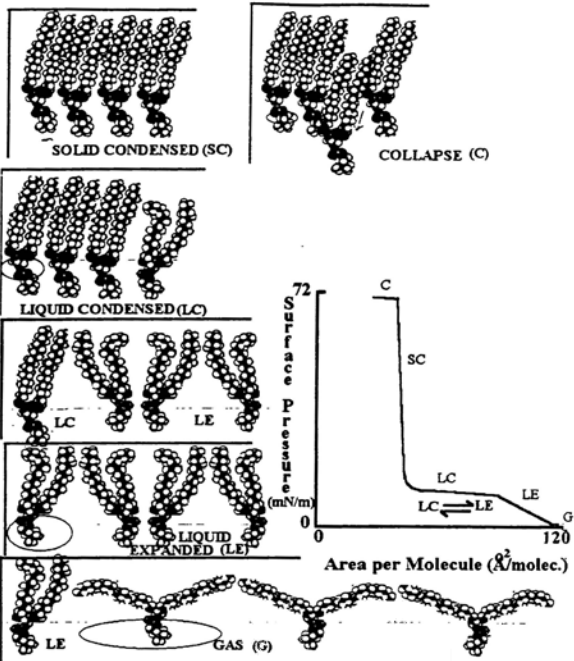 SOLID CONDENSED (SC)
COLLAPSE (C)
LIQUID CONDENSED (LC)
LC
LE
LIQUID
EXPANDED (LE)
LE
GAS (G)
72
C
SC
Surface Pressure
(mN/m)
LC
LE
LC ⇌ LE
G
0
0
120
Area per Molecule (Å²/molec.)